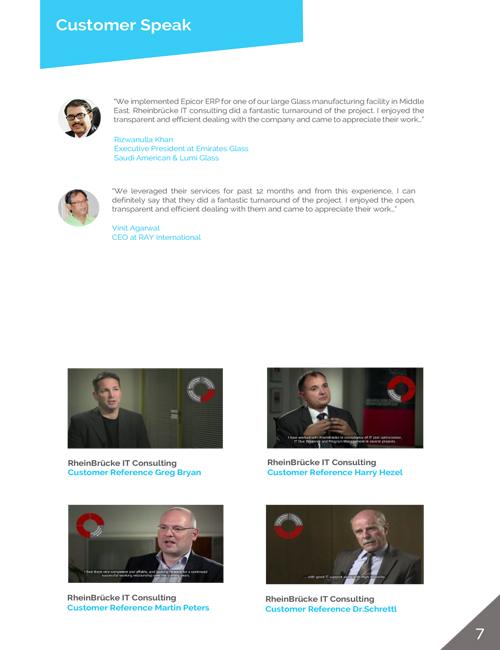 Customer Speak
"We implemented Epicor ERP for one of our large Glass manufacturing facility in Middle
East. Rheinbrücke IT consulting did a fantastic turnaround of the project. I enjoyed the
transparent and efficient dealing with the company and came to appreciate their work..."
Rizwanulla Khan
Executive President at Emirates Glass
Saudi American & Lumi Glass
"We leveraged their services for past 12 months and from this experience, I can
definitely say that they did a fantastic turnaround of the project. I enjoyed the open,
transparent and efficient dealing with them and came to appreciate their work..."
Vinit Agarwal
CEO at RAY International
I have worked with RheinBrücke in consultancy of IT cost optimization,
IT Due Diligence and Program Management in several projects.
RheinBrücke IT Consulting
Customer Reference Greg Bryan
RheinBrücke IT Consulting
Customer Reference Harry Hezel
I find them very competent and affable, and looking forward for a continued
successful working relationship over the coming years.
... with good IT support along with high
RheinBrücke IT Consulting
Customer Reference Martin Peters
RheinBrücke IT Consulting
Customer Reference Dr.Schrettl
7